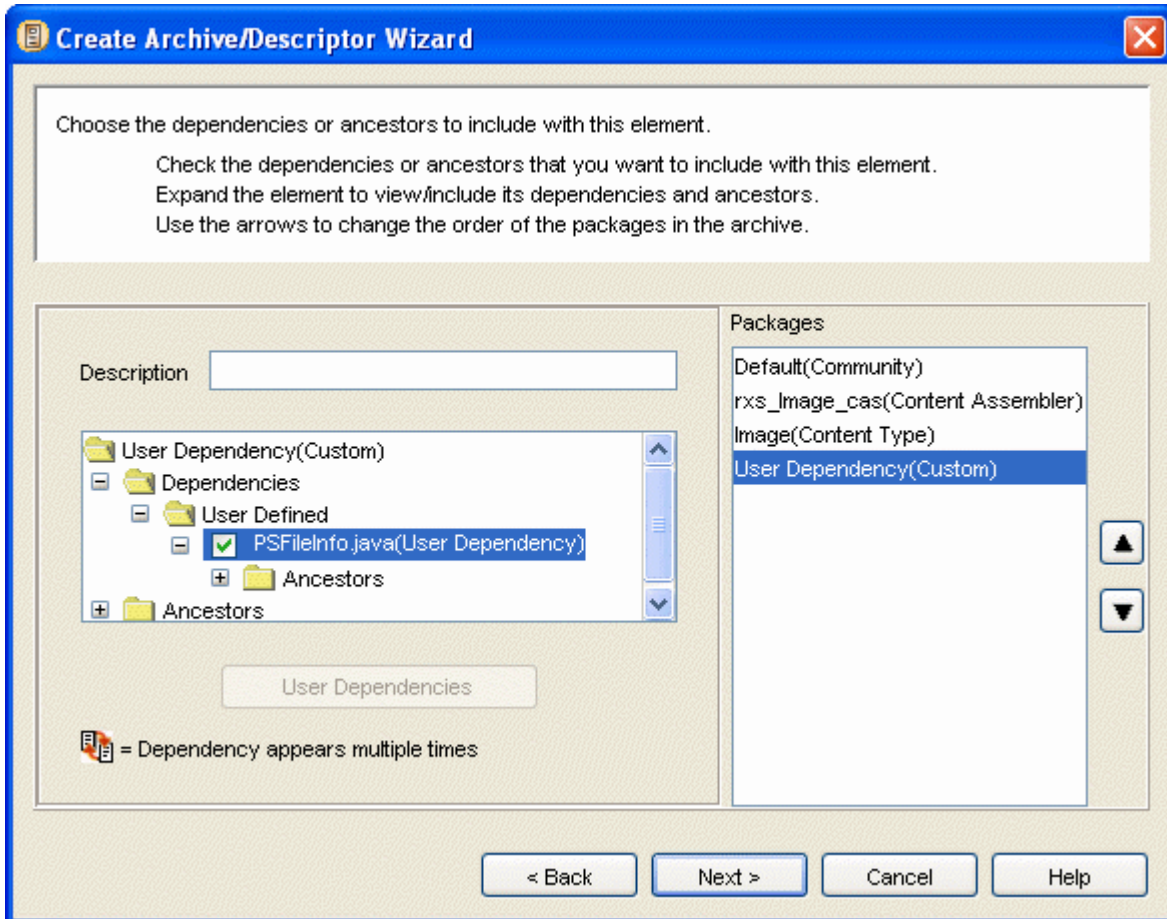 Create Archive/Descriptor Wizard
Choose the dependencies or ancestors to include with this element.
Check the dependencies or ancestors that you want to include with this element.
Expand the element to view/include its dependencies and ancestors.
Use the arrows to change the order of the packages in the archive.
Description
User Dependency(Custom)
Dependencies
User Defined
PSFileInfo.java(User Dependency)
Ancestors
Ancestors
User Dependencies
= Dependency appears multiple times
Packages
Default(Community)
rxs_Image_cas(Content Assembler)
Image(Content Type)
User Dependency(Custom)
< Back
Next >
Cancel
Help